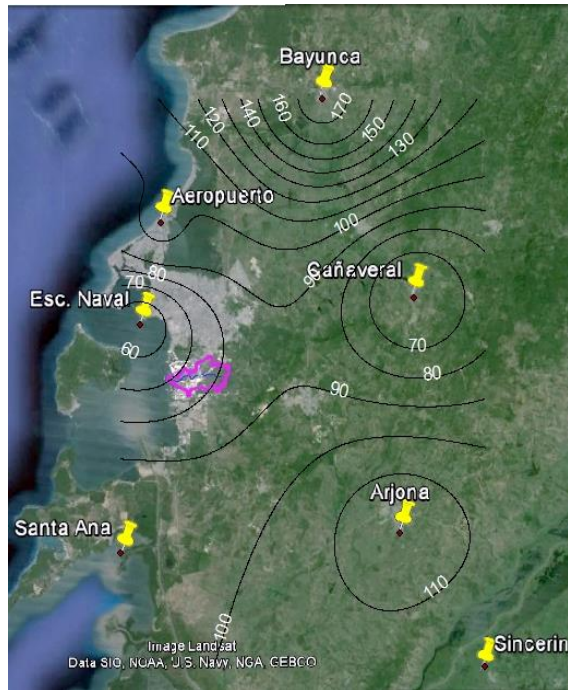 Bayunca
160
170
140
150
120
130
110
Aeropuerto
100
80
90
Cañaveral
70
Esc. Naval
60
70
80
90
Arjona
Santa Ana
110
100
Image Landsat
Data SIO, NOAA, U.S. Navy, NGA, GEBCO
Sincerin